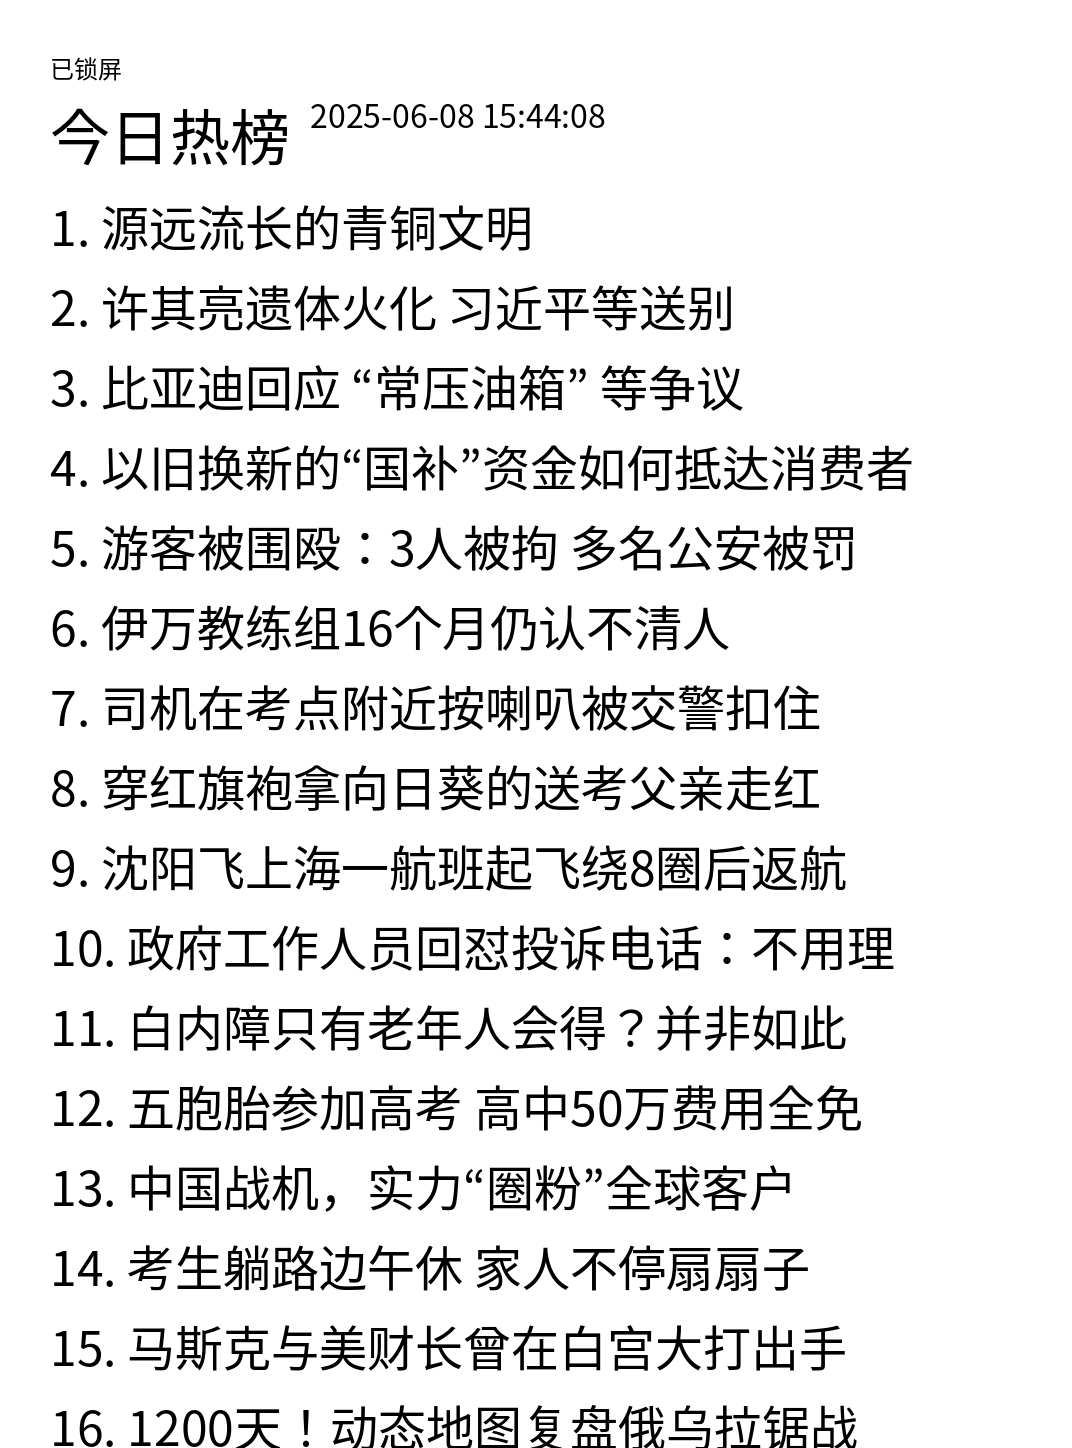 已锁屏
今日热榜 2025-06-08 15:44:08
1. 源远流长的青铜文明
2. 许其亮遗体火化 习近平等送别
3. 比亚迪回应 “常压油箱” 等争议
4. 以旧换新的“国补”资金如何抵达消费者
5. 游客被围殴：3人被拘 多名公安被罚
6. 伊万教练组16个月仍认不清人
7. 司机在考点附近按喇叭被交警扣住
8. 穿红旗袍拿向日葵的送考父亲走红
9. 沈阳飞上海一航班起飞绕8圈后返航
10. 政府工作人员回怼投诉电话：不用理
11. 白内障只有老年人会得？并非如此
12. 五胞胎参加高考 高中50万费用全免
13. 中国战机，实力“圈粉”全球客户
14. 考生躺路边午休 家人不停扇扇子
15. 马斯克与美财长曾在白宫大打出手
16. 1200天！动态地图复盘俄乌拉锯战